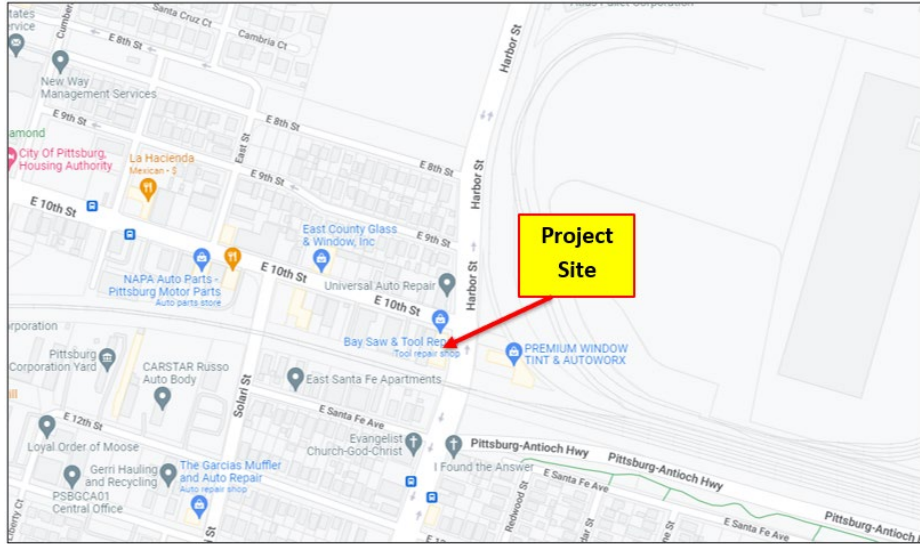 Santa Cruz Ct
Cambria Ct
E 8th St
New Way
Management Services
Harbor St
E 9th St
E 8th St
East St
E 8th St
City Of Pittsburg,
Housing Authority
La Hacienda
Mexican • $
E 9th St
E 10th St
East County Glass
& Window, Inc
E 9th St
Harbor St
Project
Site
NAPA Auto Parts -
Pittsburg Motor Parts
Auto parts store
E 10th St
Universal Auto Repair
Harbor St
E 10th St
Bay Saw & Tool Rep
Tool repair shop
PREMIUM WINDOW
TINT & AUTOWORX
Pittsburg
Corporation Yard
CARSTAR Russo
Auto Body
East Santa Fe Apartments
Solari St
E Santa Fe Ave
E 12th St
Loyal Order of Moose
Evangelist
Church-God-Christ
Pittsburg-Antioch Hwy
Pittsburg-Antioch Hwy
I Found the Answer
E Santa Fe Ave
Gerri Hauling
and Recycling
The Garcias Muffler
and Auto Repair
Auto repair shop
PSBGCA01
Central Office
Redwood St
E Santa Fe Ave
Pittsburg-Antioch